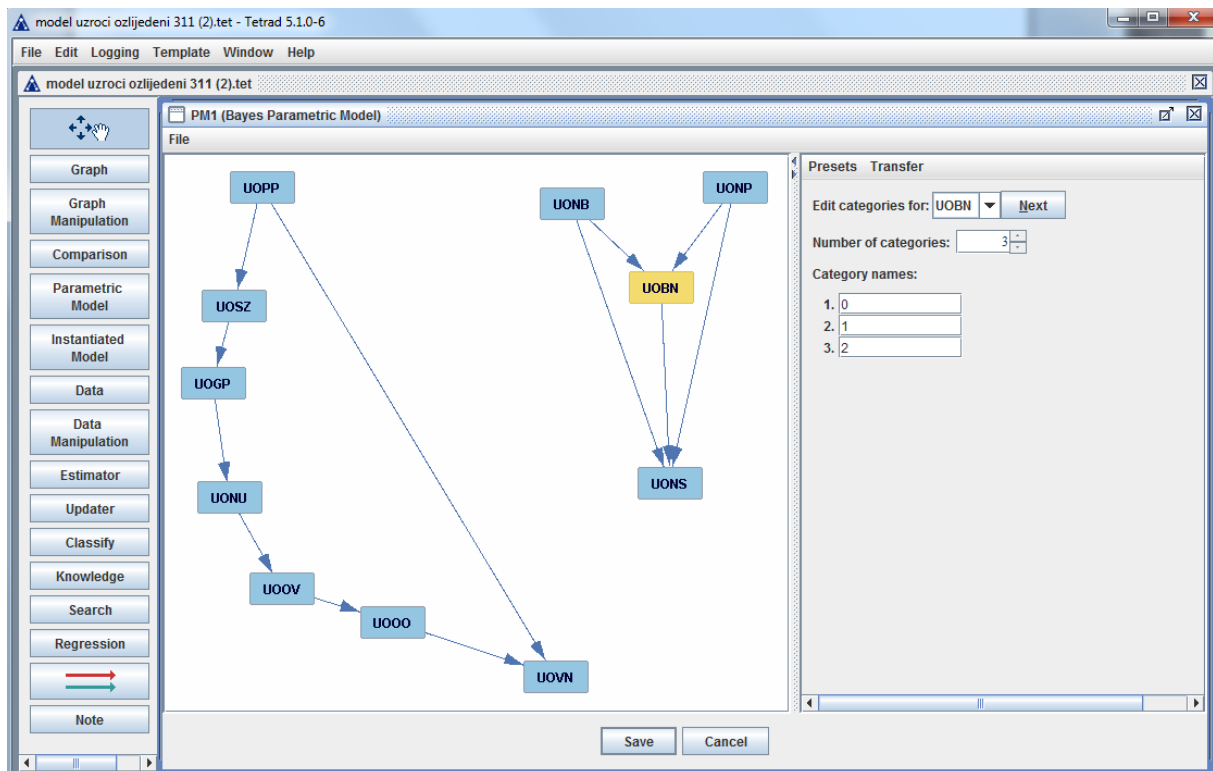 model uzroci ozlijedeni 311 (2).tet - Tetrad 5.1.0-6
File Edit Logging Template Window Help
model uzroci ozlijedeni 311 (2).tet
Graph
Graph
Manipulation
Comparison
Parametric
Model
Instantiated
Model
Data
Data
Manipulation
Estimator
Updater
Classify
Knowledge
Search
Regression
Note
PM1 (Bayes Parametric Model)
File
UOPP
UONB
UONP
UOBN
UOSZ
UOGP
UONU
UONS
UOOV
UOOO
UOVN
Presets Transfer
Edit categories for: UOBN Next
Number of categories: 3
Category names:
1. 0
2. 1
3. 2
Save Cancel